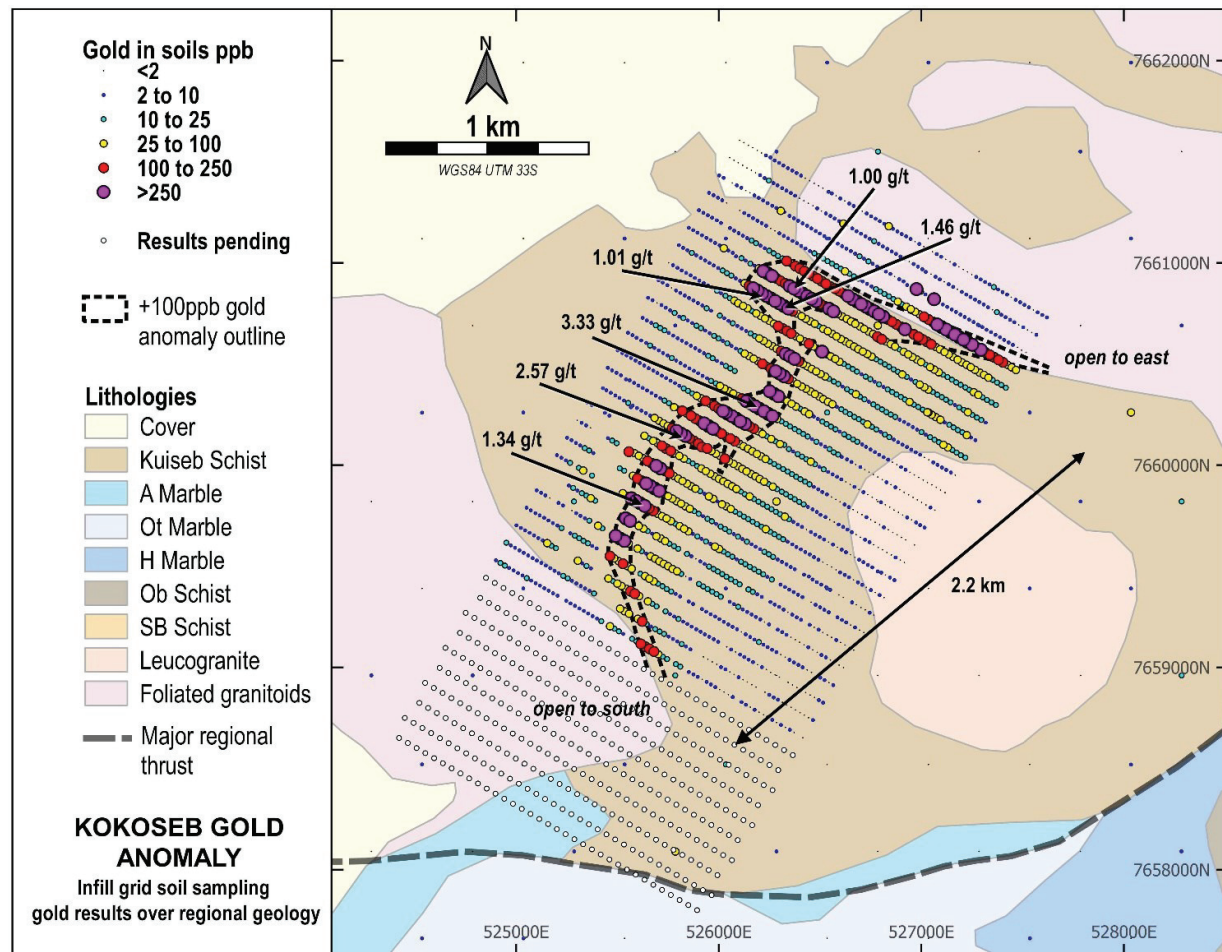 Gold in soils ppb
<2
2 to 10
10 to 25
25 to 100
100 to 250
>250
Results pending
+100ppb gold
anomaly outline
Lithologies
Cover
Kuiseb Schist
A Marble
Ot Marble
H Marble
Ob Schist
SB Schist
Leucogranite
Foliated granitoids
Major regional
thrust
KOKOSEB GOLD
ANOMALY
Infill grid soil sampling
gold results over regional geology
N
1 km
WGS84 UTM 33S
7662000N
1.00 g/t
1.46 g/t
1.01 g/t
7661000N
3.33 g/t
open to east
2.57 g/t
1.34 g/t
7660000N
2.2 km
7659000N
open to south
7658000N
525000E
526000E
527000E
528000E